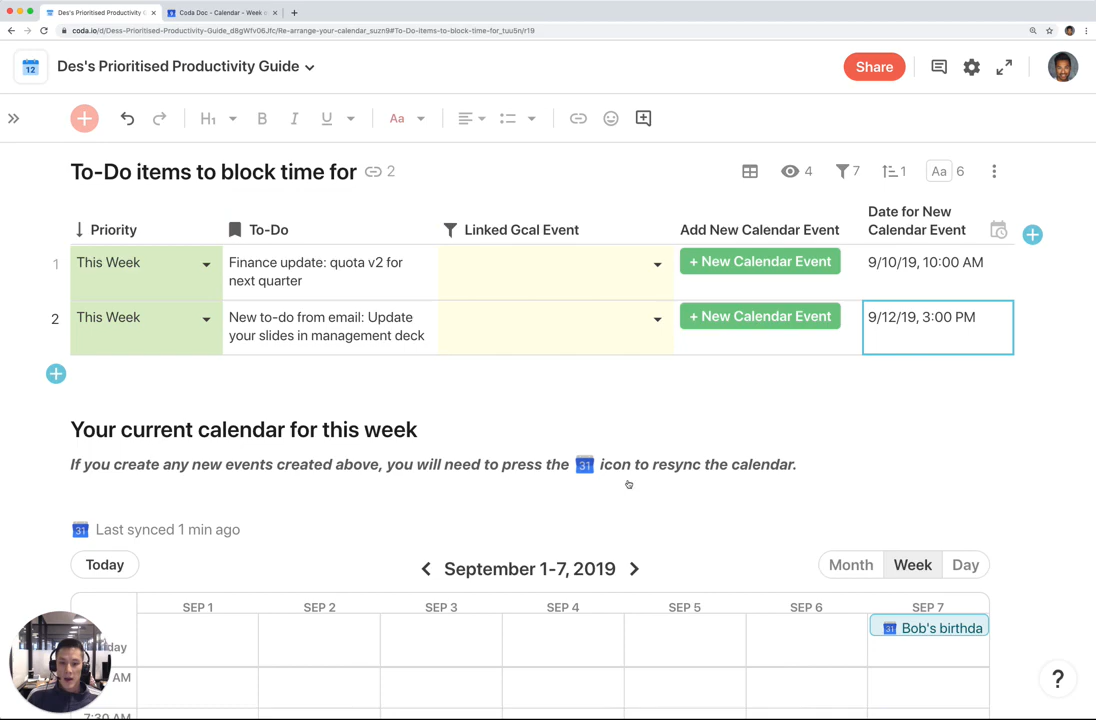 Des's Prioritised Productivity G
Coda Doc - Calendar - Week o
coda.io/d/Dess-Prioritised-Productivity-Guide_d8gWfv06Jfc/Re-arrange-your-calendar_suzn9#To-Do-items-to-block-time-for_tuu5n/r19
12
Des's Prioritised Productivity Guide
Share
H1
B
I
U
Aa
To-Do items to block time for
2
4
7
1
Aa
6
Priority
To-Do
Linked Gcal Event
Add New Calendar Event
Date for New
Calendar Event
1
This Week
Finance update: quota v2 for
next quarter
+ New Calendar Event
9/10/19, 10:00 AM
2
This Week
New to-do from email: Update
your slides in management deck
+ New Calendar Event
9/12/19, 3:00 PM
Your current calendar for this week
If you create any new events created above, you will need to press the 31 icon to resync the calendar.
31 Last synced 1 min ago
Today
September 1-7, 2019
Month
Week
Day
SEP 1
SEP 2
SEP 3
SEP 4
SEP 5
SEP 6
SEP 7
31 Bob's birthda
day
AM
7:30 AM
?